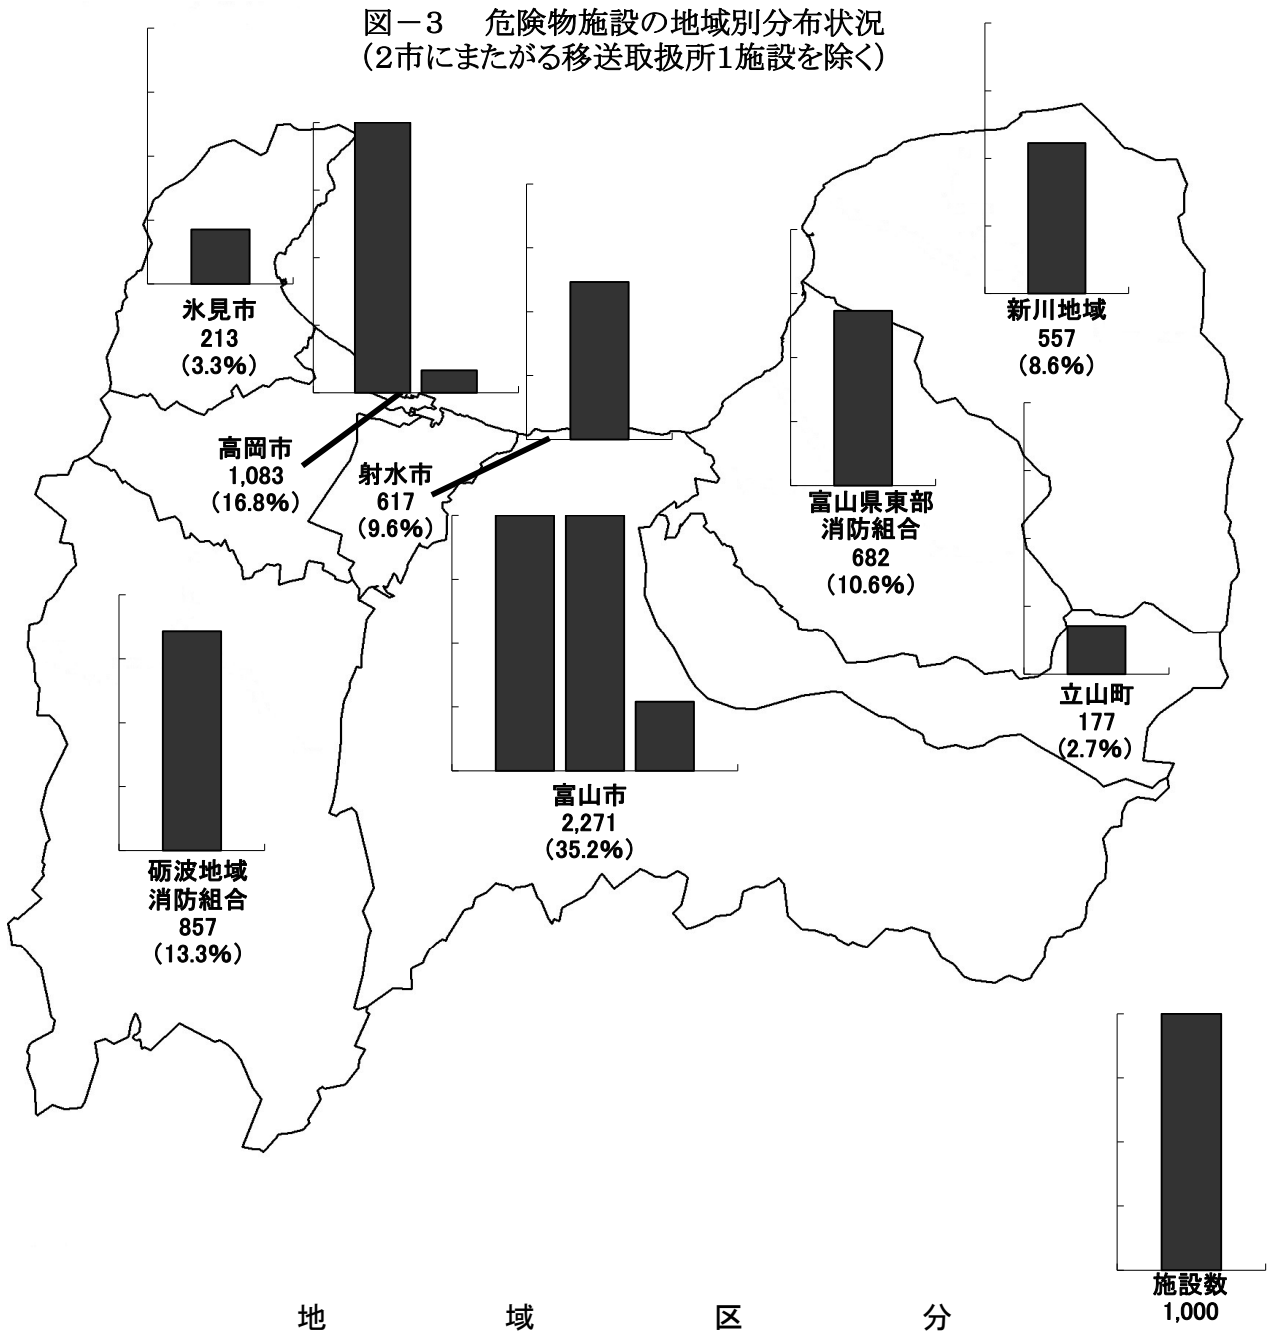 図－3　危険物施設の地域別分布状況
(2市にまたがる移送取扱所1施設を除く)
氷見市
213
(3.3%)
新川地域
557
(8.6%)
高岡市
1,083
(16.8%)
射水市
617
(9.6%)
富山県東部
消防組合
682
(10.6%)
立山町
177
(2.7%)
富山市
2,271
(35.2%)
砺波地域
消防組合
857
(13.3%)
施設数
1,000
地　域　区　分